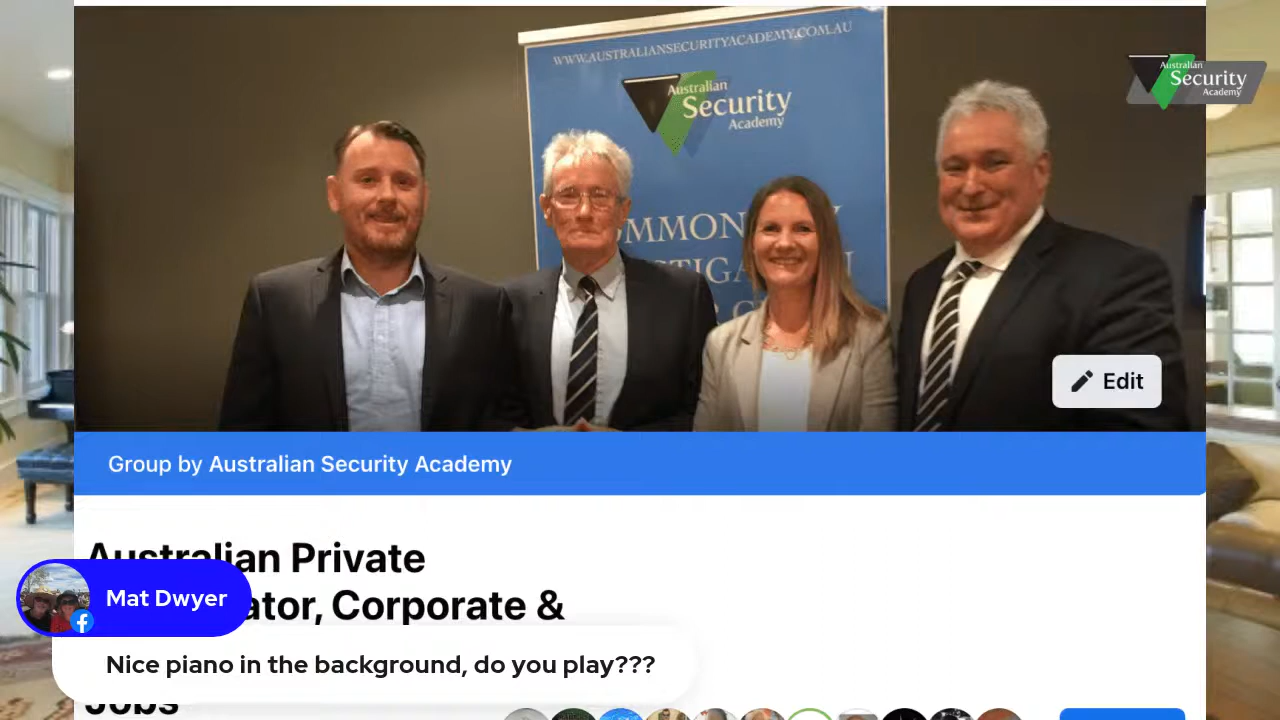 WWW.AUSTRALIANSECURITYACADEMY.COM.AU
Australian
Security
Academy
Australian
Security
Academy
Edit
Group by Australian Security Academy
Australian Private
ator, Corporate &
Mat Dwyer
Nice piano in the background, do you play???
Jobs